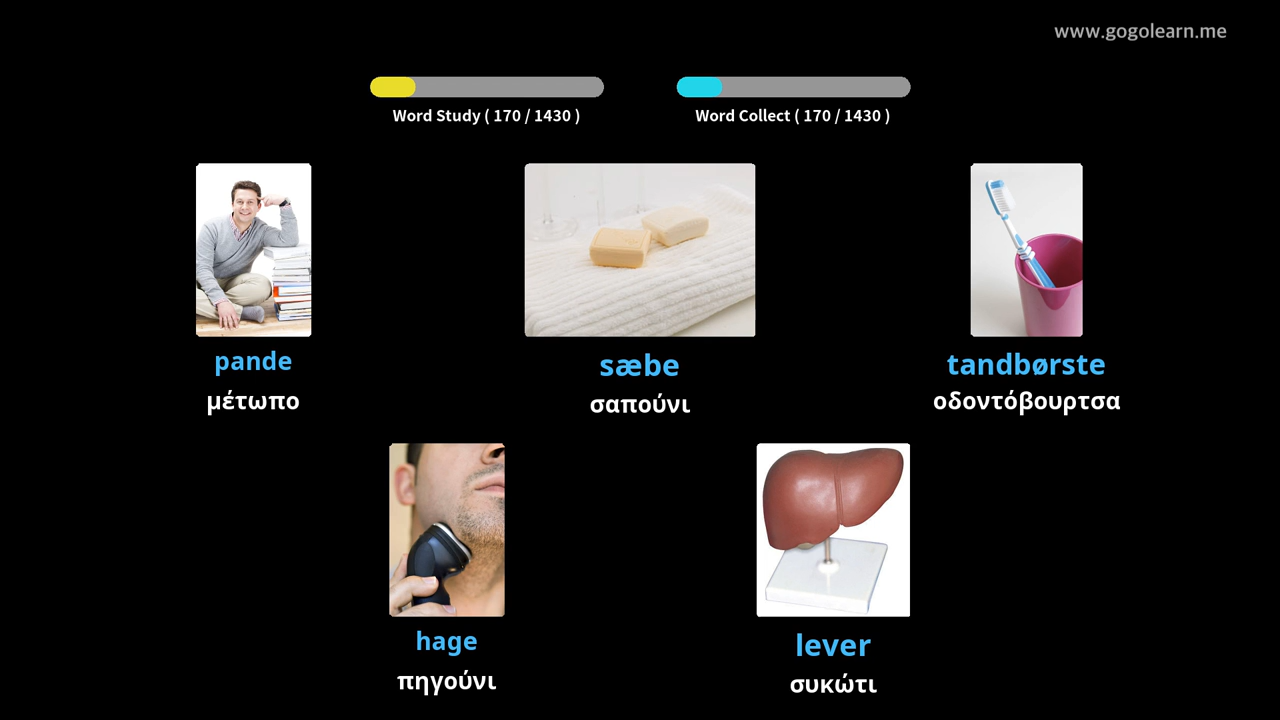 www.gogolearn.me
Word Study ( 170 / 1430 )
Word Collect ( 170 / 1430 )
pande
μέτωπο
sæbe
σαπούνι
tandbørste
οδοντόβουρτσα
hage
πηγούνι
lever
συκώτι